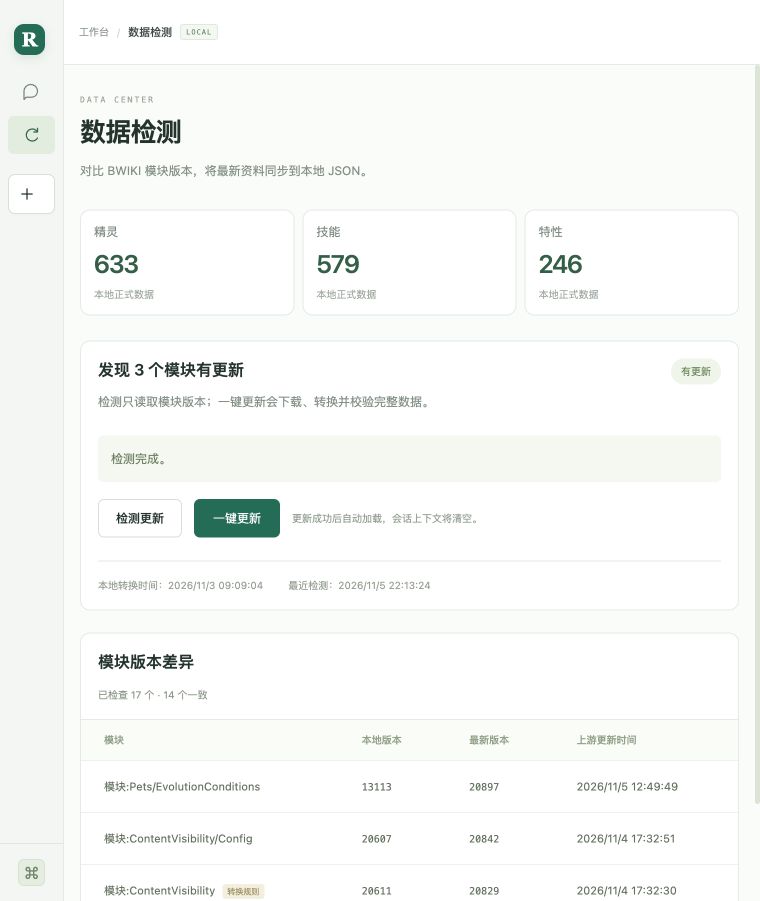 R
工作台 / 数据检测 LOCAL
DATA CENTER
数据检测
对比 BWIKI 模块版本，将最新资料同步到本地 JSON。
精灵
633
本地正式数据
技能
579
本地正式数据
特性
246
本地正式数据
发现 3 个模块有更新
有更新
检测只读取模块版本；一键更新会下载、转换并校验完整数据。
检测完成。
检测更新 一键更新 更新成功后自动加载，会话上下文将清空。
本地转换时间：2026/11/3 09:09:04 最近检测：2026/11/5 22:13:24
模块版本差异
已检查 17 个 · 14 个一致
模块 本地版本 最新版本 上游更新时间
模块:Pets/EvolutionConditions 13113 20897 2026/11/5 12:49:49
模块:ContentVisibility/Config 20607 20842 2026/11/4 17:32:51
模块:ContentVisibility 转换规则 20611 20829 2026/11/4 17:32:30